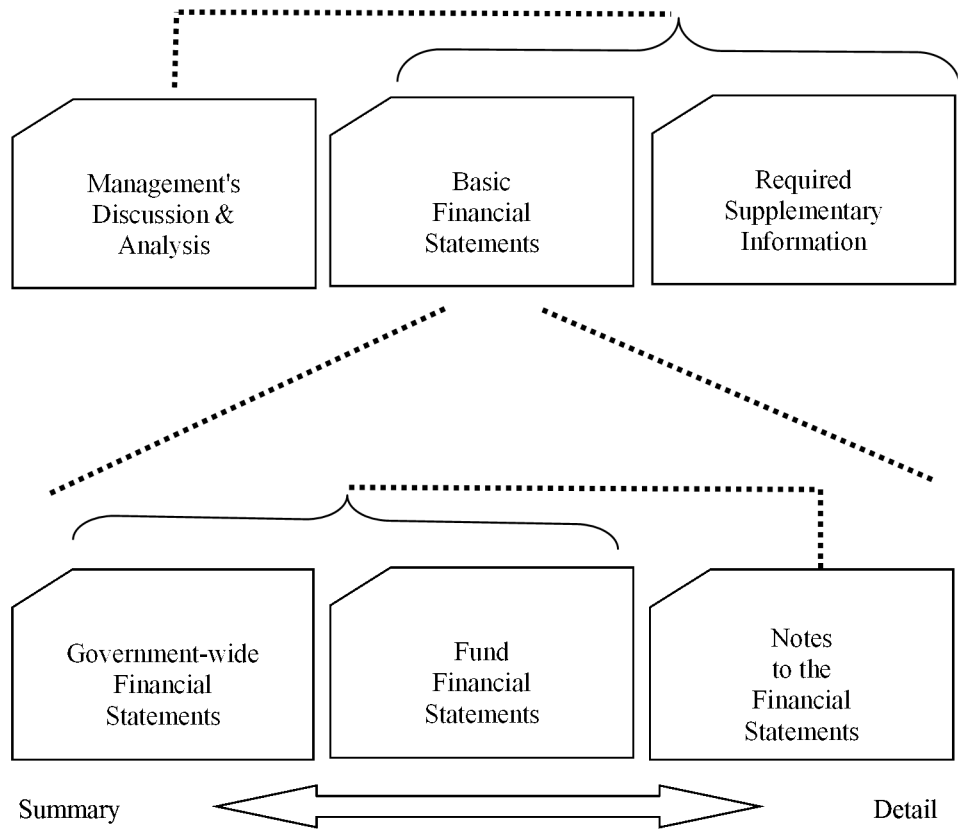 Management's
Discussion &
Analysis
Basic
Financial
Statements
Required
Supplementary
Information
Government-wide
Financial
Statements
Fund
Financial
Statements
Notes
to the
Financial
Statements
Summary
Detail